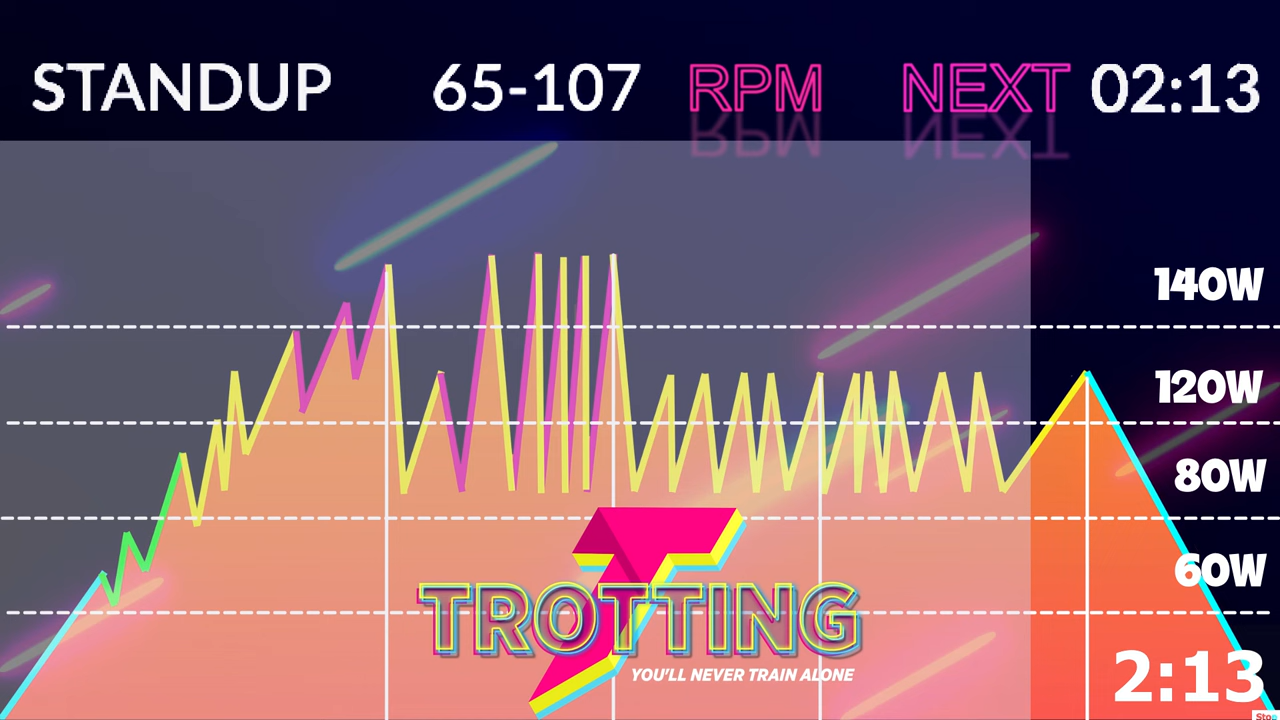 STANDUP 65-107 RPM NEXT 02:13
140W
120W
80W
60W
TROTTING
YOU'LL NEVER TRAIN ALONE
2:13
Sto